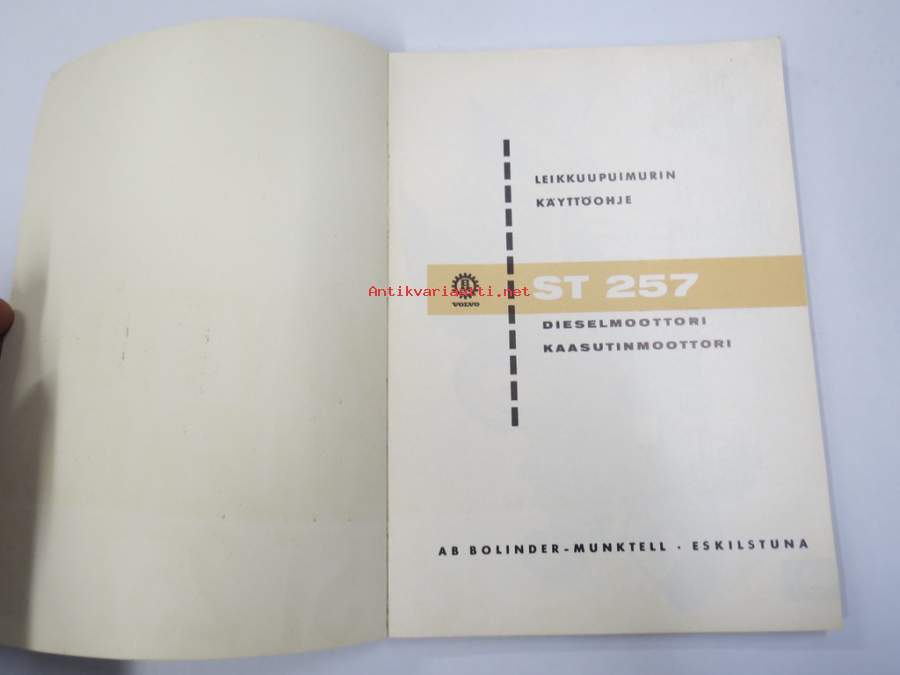 LEIKKUUPUIMURIN
KÄYTTÖOHJE
ST 257
Antikvariaatti.net
VOLVO
DIESELMOOTTORI
KAASUTINMOOTTORI
AB BOLINDER-MUNKTELL · ESKILSTUNA